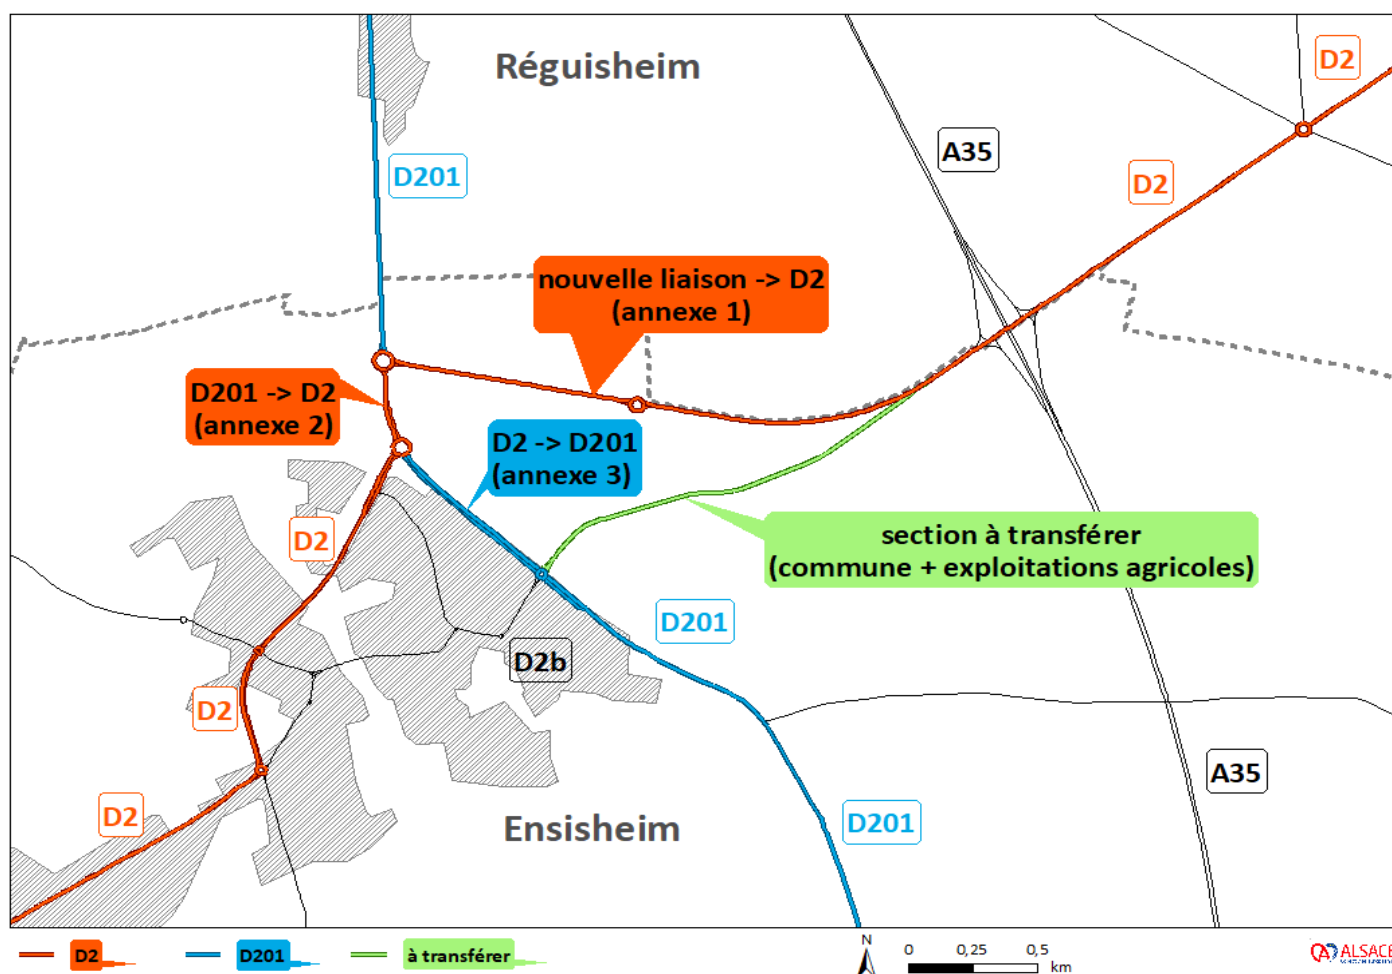 Réguisheim
D2
A35
D201
D2
nouvelle liaison -> D2
(annexe 1)
D201 -> D2
(annexe 2)
D2 -> D201
(annexe 3)
D2
section à transférer
(commune + exploitations agricoles)
D201
D2b
D2
A35
D2
Ensisheim
D201
D2
D201
à transférer
N
0 0,25 0,5
km
ALSACE